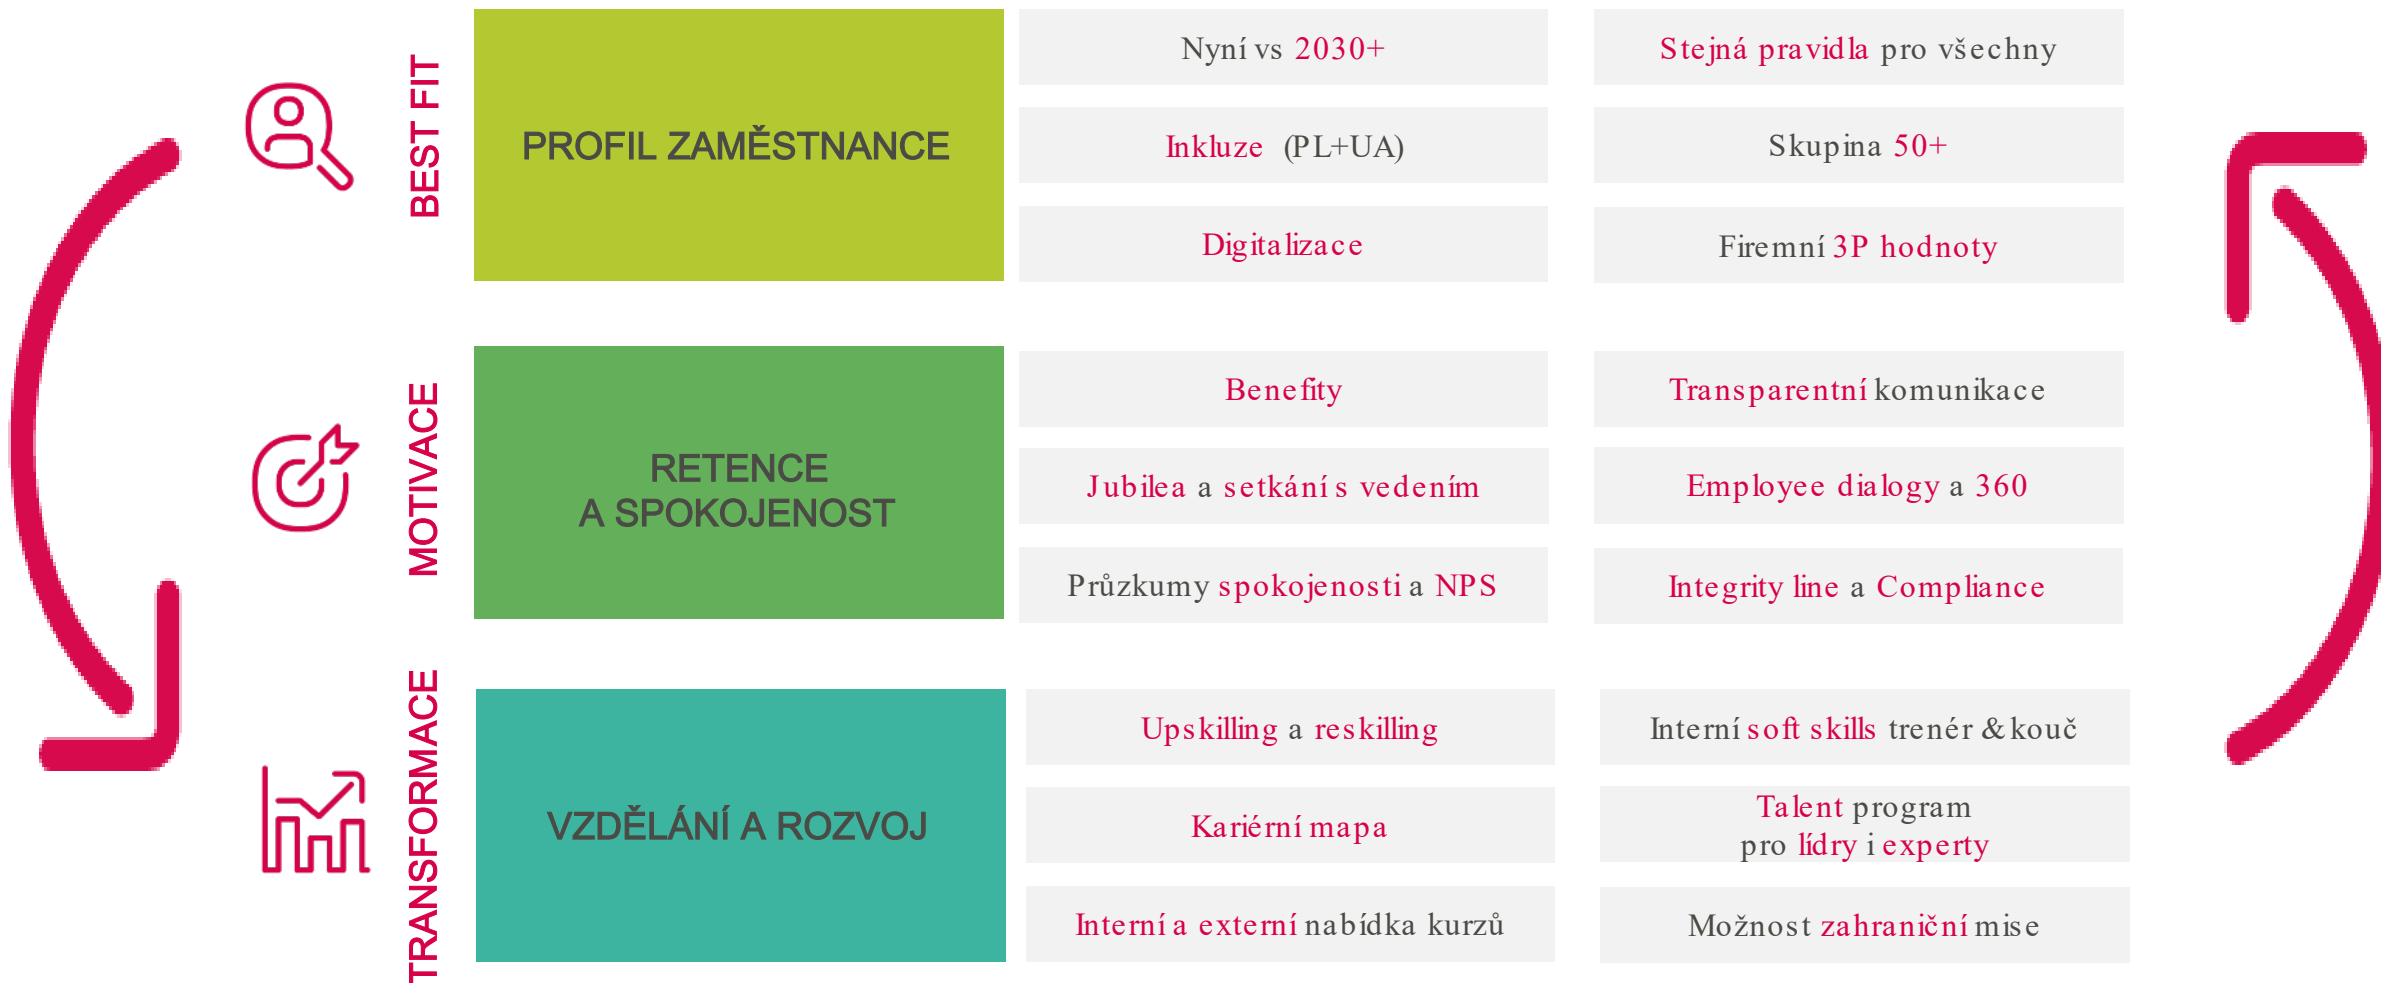 BEST FIT
PROFIL ZAMĚSTNANCE
Nyní vs 2030+
Stejná pravidla pro všechny
Inkluze (PL+UA)
Skupina 50+
Digitalizace
Firemní 3P hodnoty
MOTIVACE
RETENCE
A SPOKOJENOST
Benefity
Transparentní komunikace
Jubilea a setkání s vedením
Employee dialogy a 360
Průzkumy spokojenosti a NPS
Integrity line a Compliance
TRANSFORMACE
VZDĚLÁNÍ A ROZVOJ
Upskilling a reskilling
Interní soft skills trenér & kouč
Kariérní mapa
Talent program
pro lídry i experty
Interní a externí nabídka kurzů
Možnost zahraniční mise